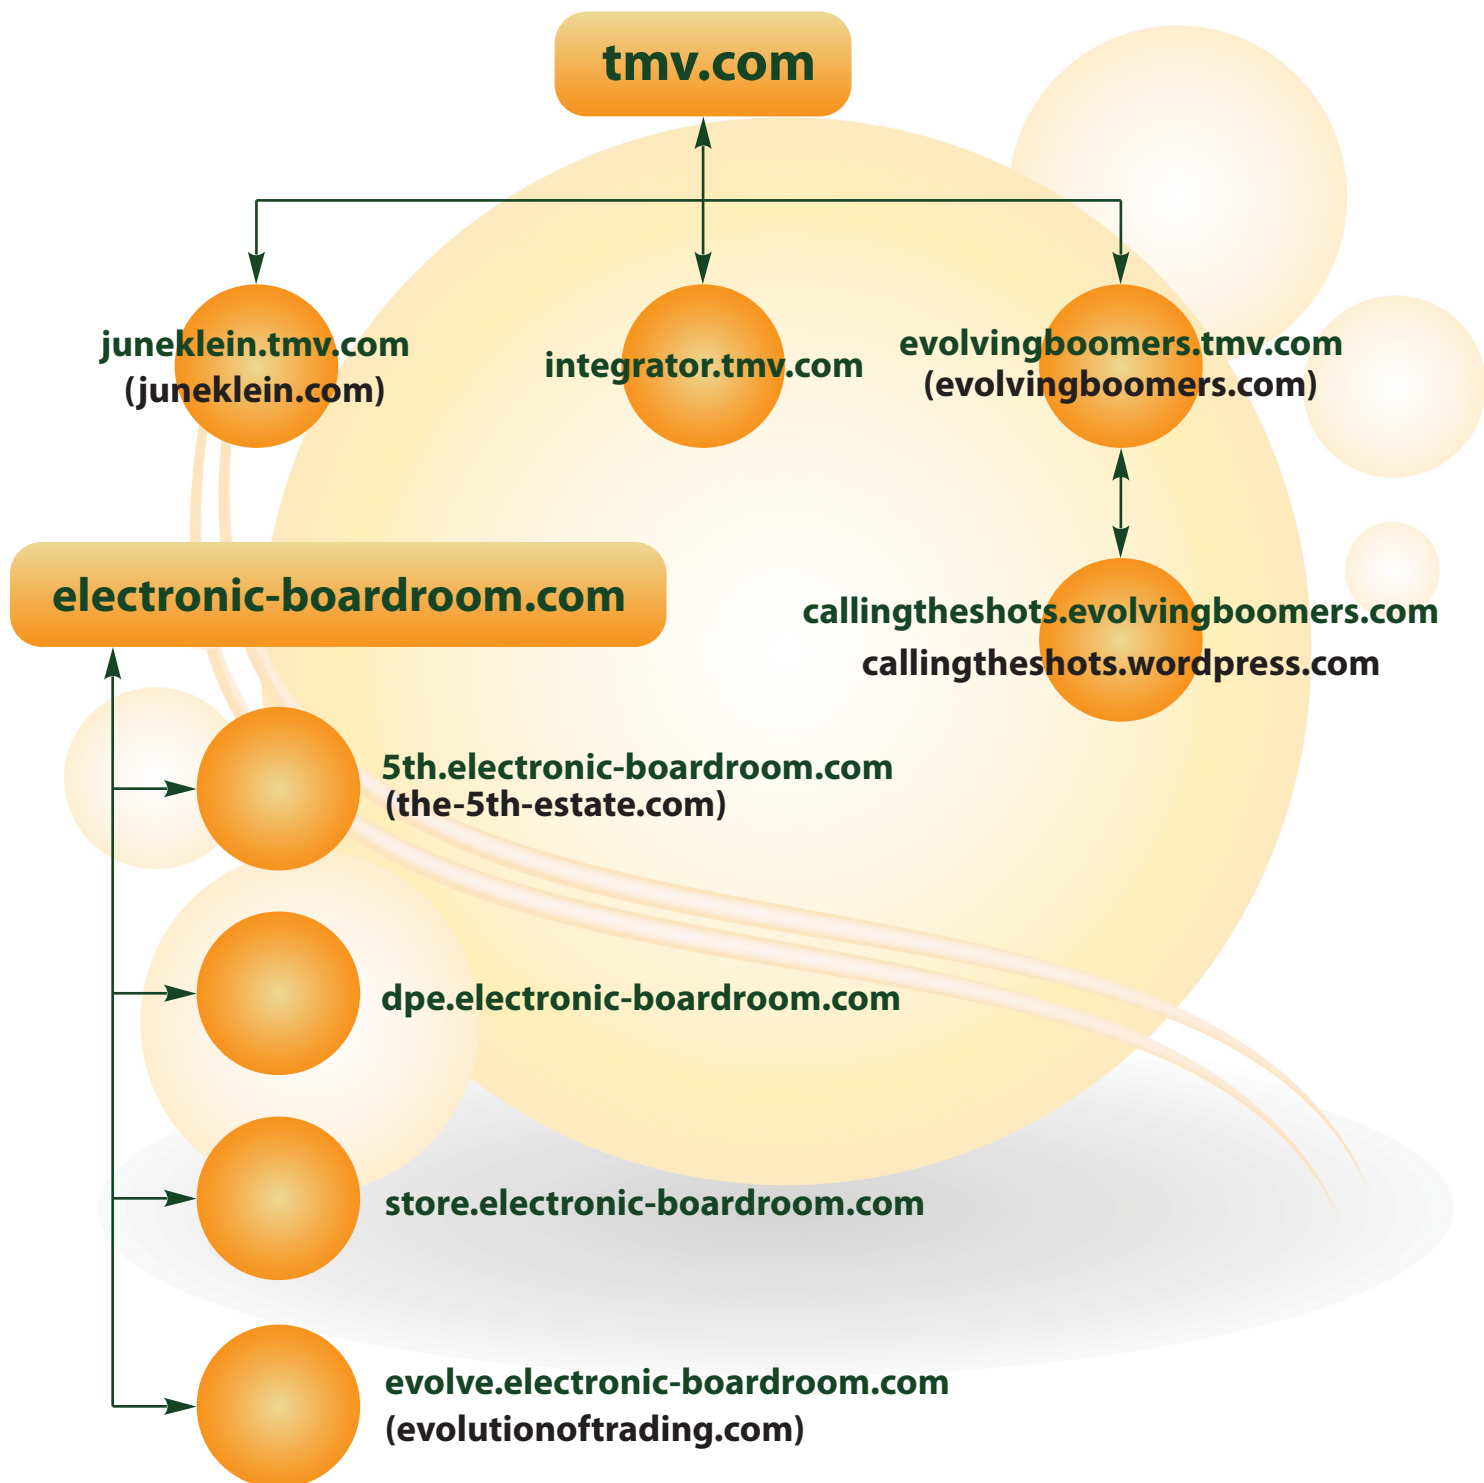 tmv.com
juneklein.tmv.com
(juneklein.com)
integrator.tmv.com
evolvingboomers.tmv.com
(evolvingboomers.com)
electronic-boardroom.com
callingtheshots.evolvingboomers.com
callingtheshots.wordpress.com
5th.electronic-boardroom.com
(the-5th-estate.com)
dpe.electronic-boardroom.com
store.electronic-boardroom.com
evolve.electronic-boardroom.com
(evolutionoftrading.com)